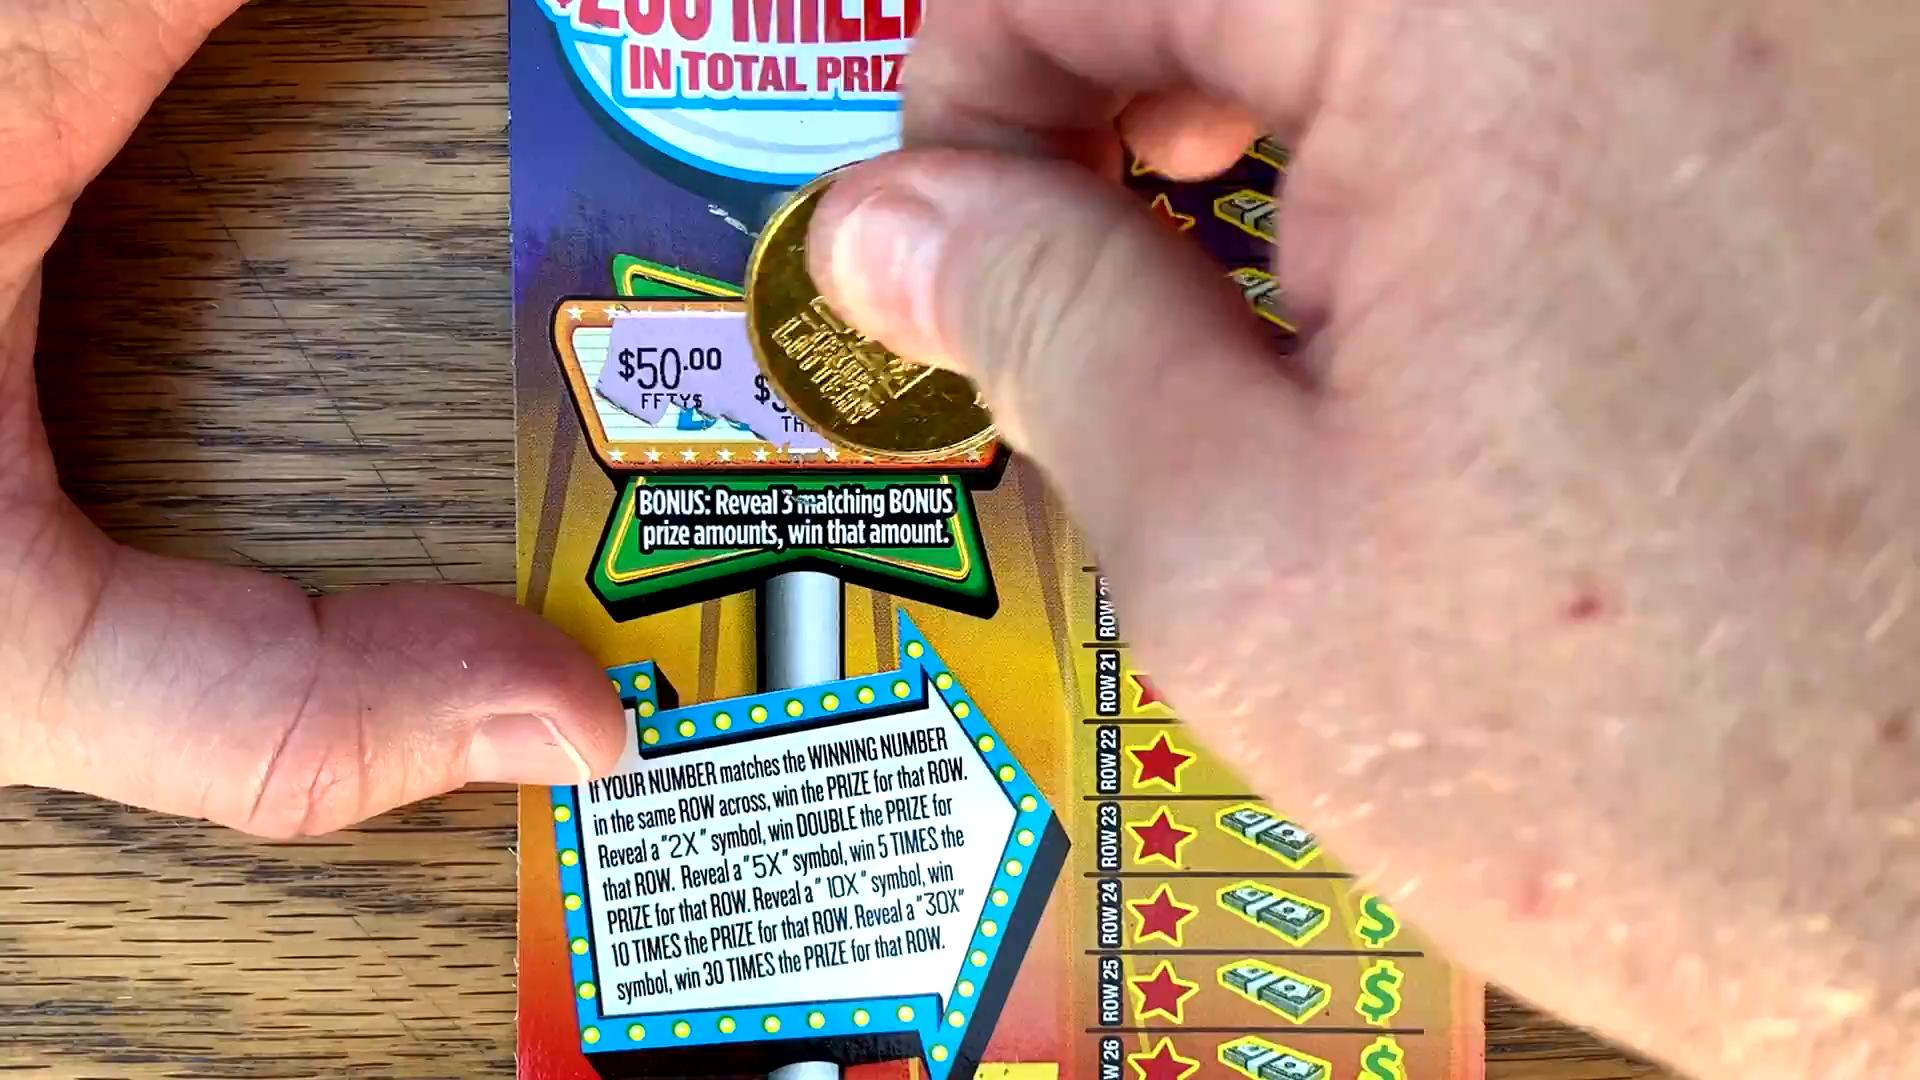 IN TOTAL
$50.00
FFTY$
BONUS: Reveal 3 matching BONUS
prize amounts, win that amount.
If YOUR NUMBER matches the WINNING NUMBER
in the same ROW across, win the PRIZE for that ROW.
Reveal a "2X" symbol, win DOUBLE the PRIZE for
that ROW. Reveal a "5X" symbol, win 5 TIMES the
PRIZE for that ROW. Reveal a "10X" symbol, win
10 TIMES the PRIZE for that ROW. Reveal a "30X"
symbol, win 30 TIMES the PRIZE for that ROW.
ROW
ROW 21
ROW 22
ROW 23
ROW 24
$
ROW 25
$
ROW 26
$